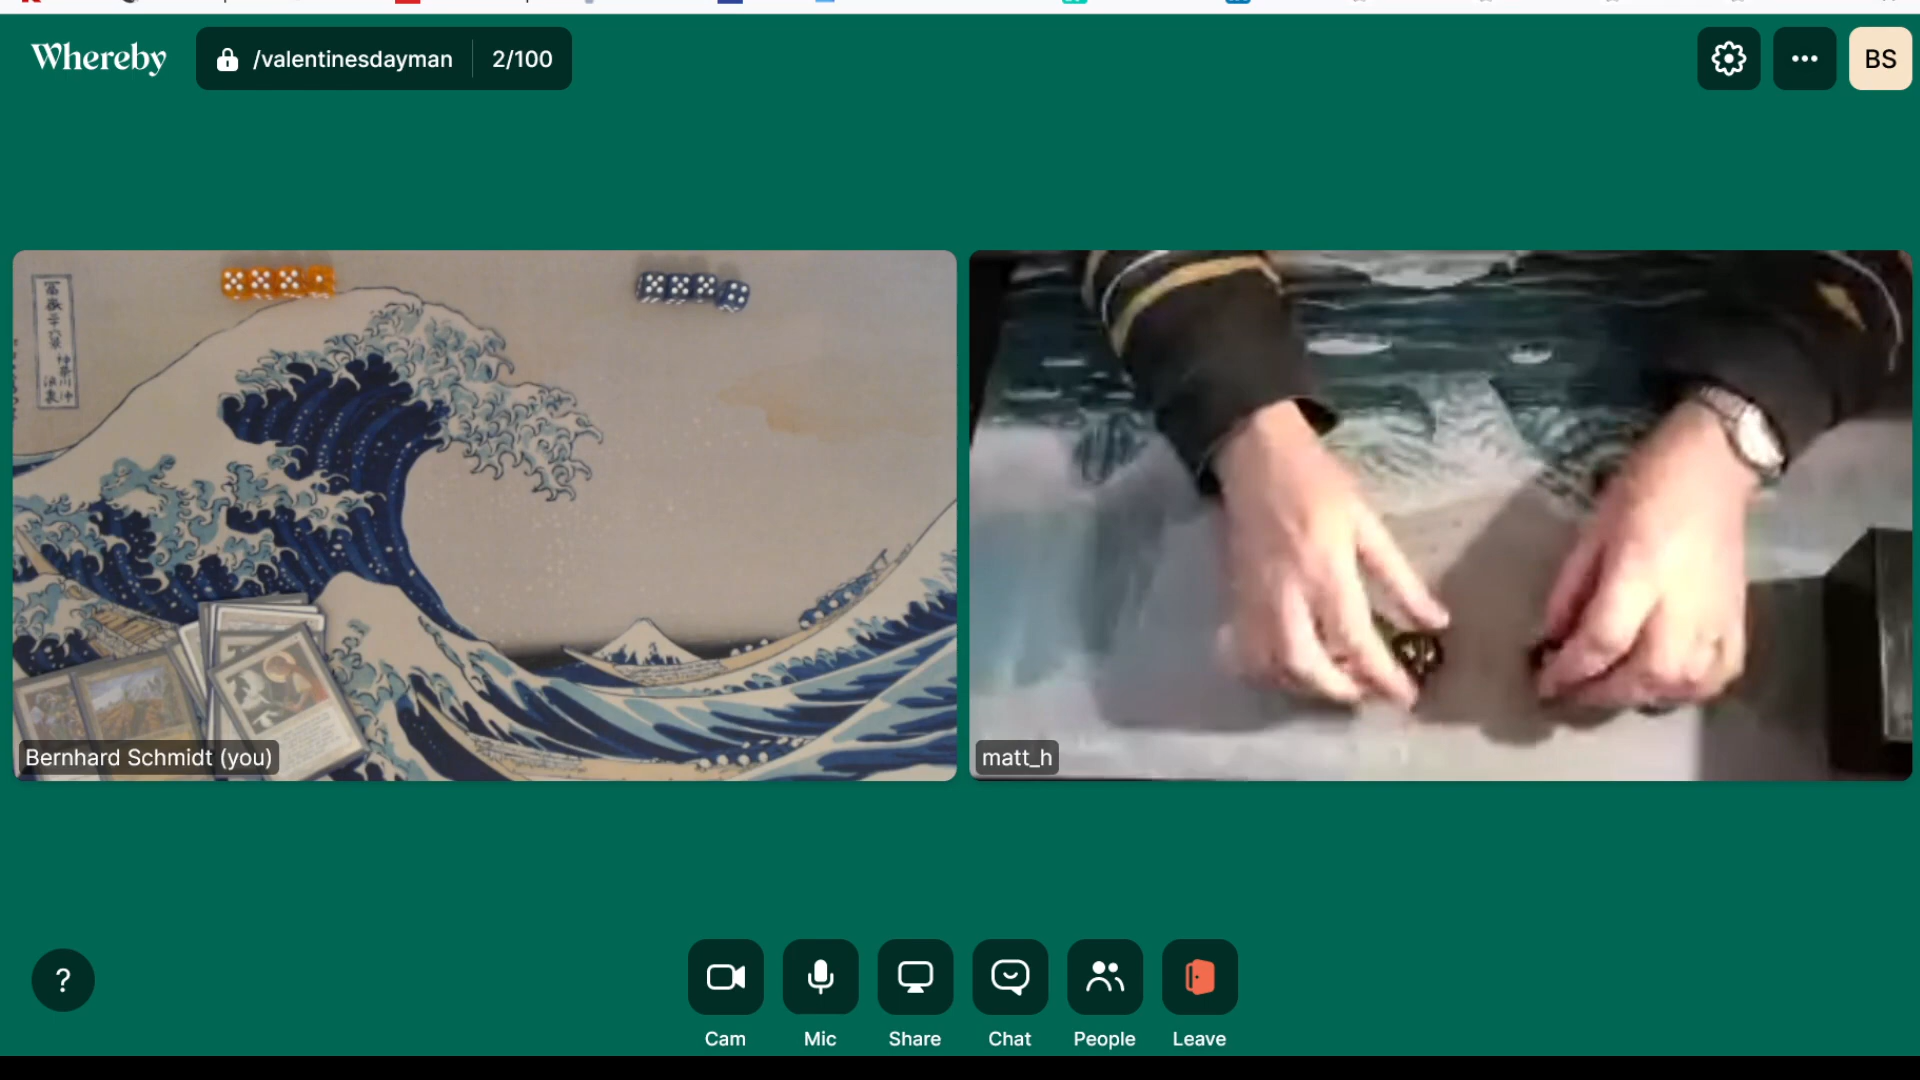 Whereby
/valentinesdayman 2/100
BS
Bernhard Schmidt (you)
matt_h
?
Cam
Mic
Share
Chat
People
Leave